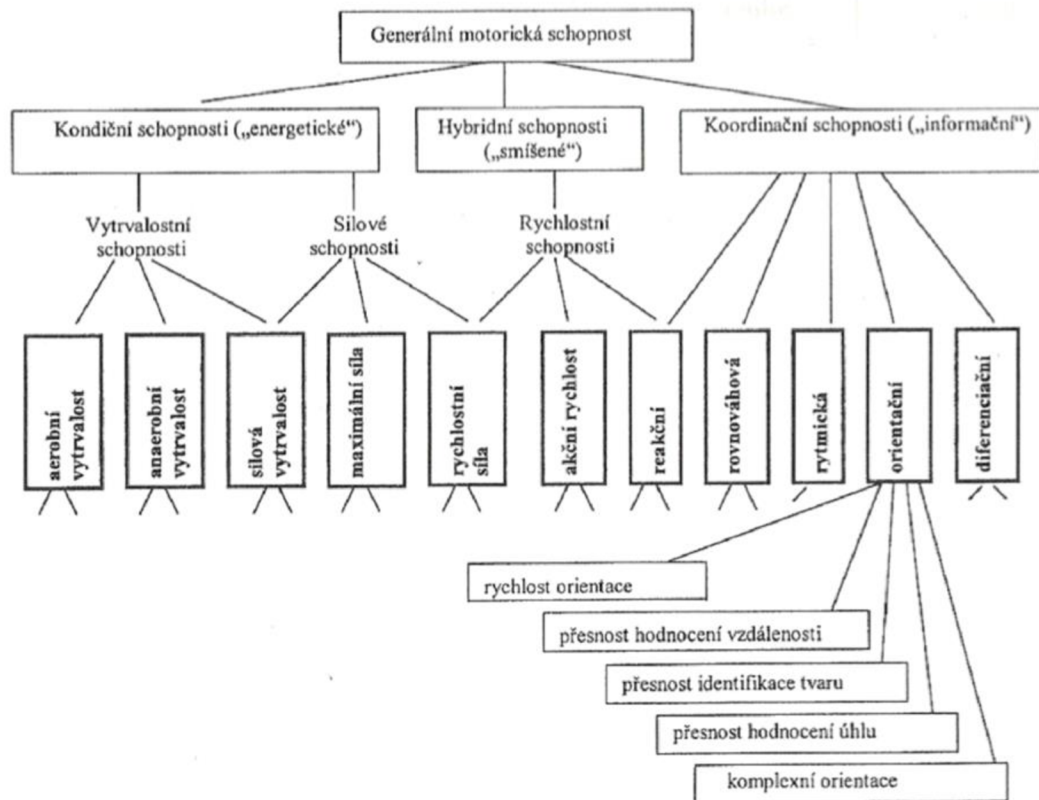 Generální motorická schopnost
Kondiční schopnosti („energetické“)
Hybridní schopnosti
(„smíšené“)
Koordinační schopnosti („informační“)
Vytrvalostní
schopnosti
Silové
schopnosti
Rychlostní
schopnosti
aerobní
vytrvalost
anaerobní
vytrvalost
silová
vytrvalost
maximální síla
rychlostní
síla
akční rychlost
reakční
rovnováhová
rytmická
orientační
diferenciační
rychlost orientace
přesnost hodnocení vzdálenosti
přesnost identifikace tvaru
přesnost hodnocení úhlu
komplexní orientace